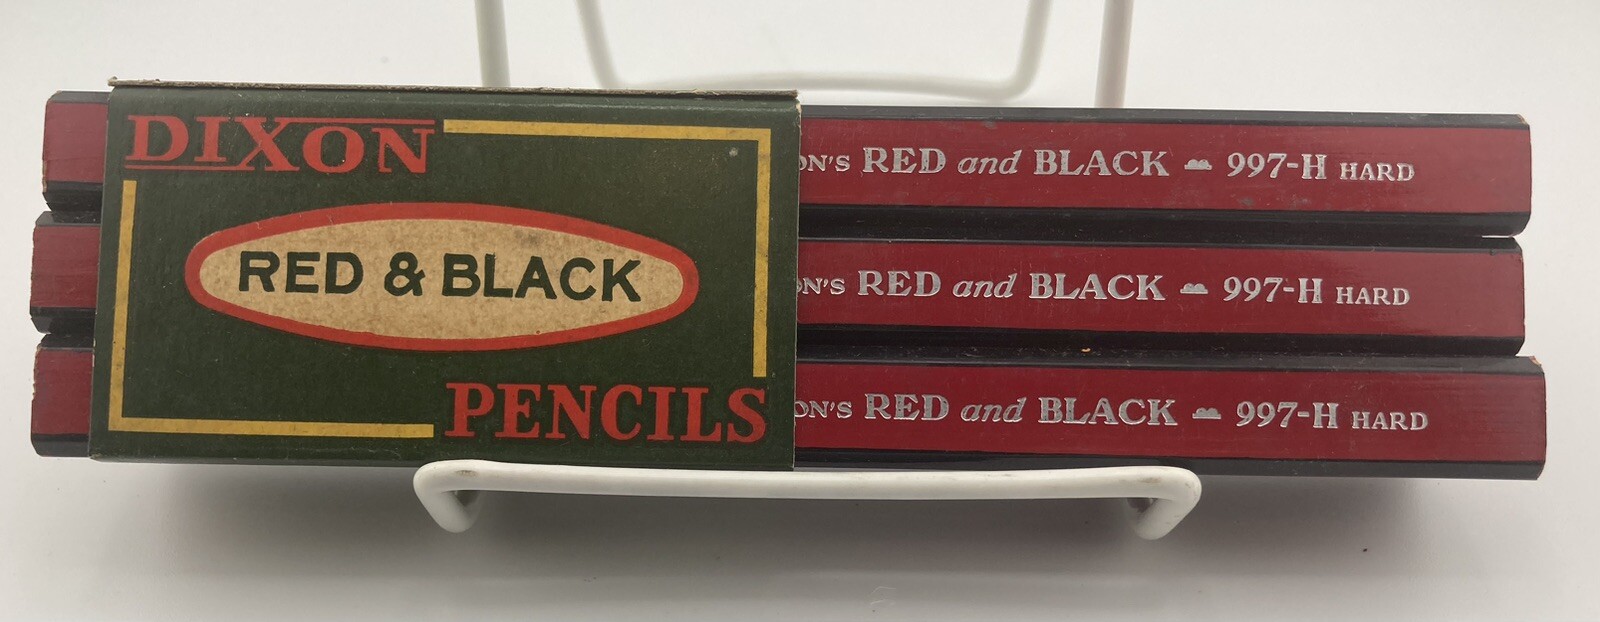 DIXON
RED & BLACK
PENCILS
ON'S RED and BLACK 997-H HARD
ON'S RED and BLACK 997-H HARD
ON'S RED and BLACK 997-H HARD